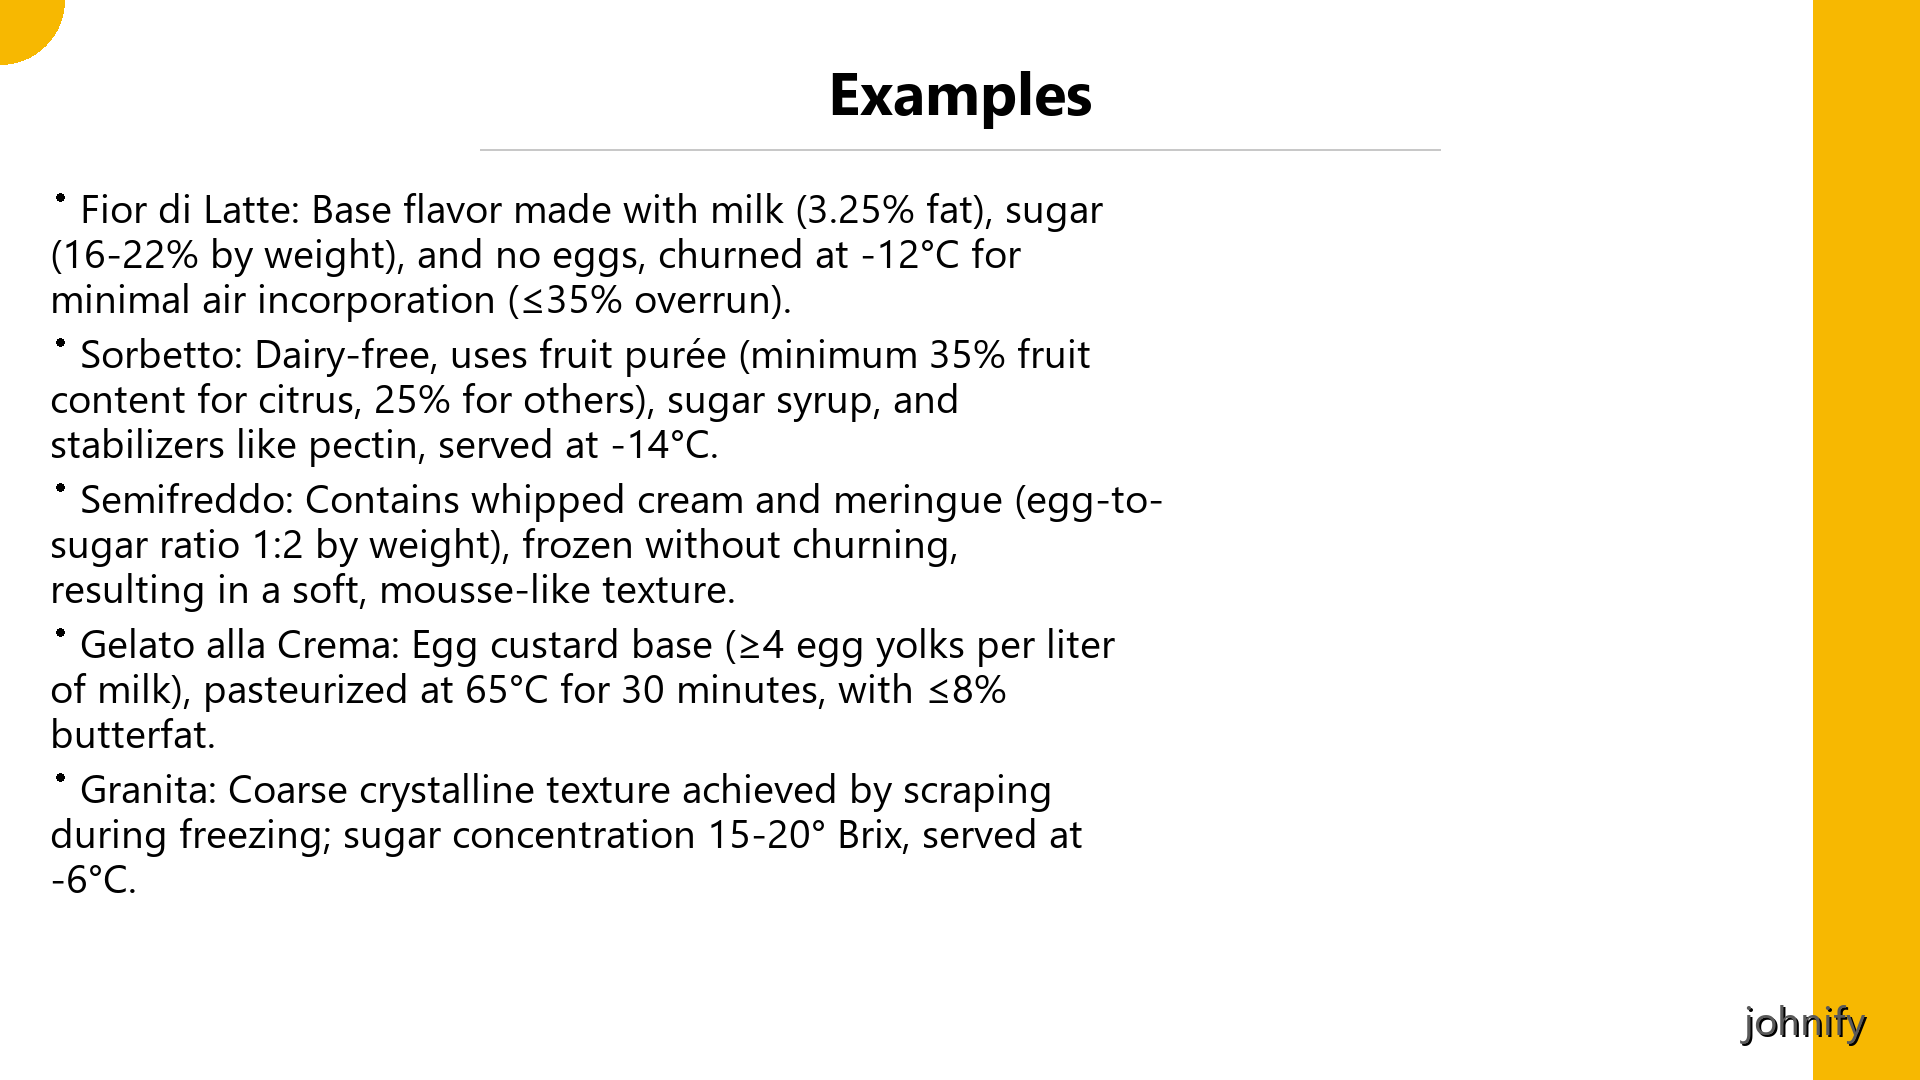 Examples
• Fior di Latte: Base flavor made with milk (3.25% fat), sugar
(16-22% by weight), and no eggs, churned at -12°C for
minimal air incorporation (≤35% overrun).
• Sorbetto: Dairy-free, uses fruit purée (minimum 35% fruit
content for citrus, 25% for others), sugar syrup, and
stabilizers like pectin, served at -14°C.
• Semifreddo: Contains whipped cream and meringue (egg-to-
sugar ratio 1:2 by weight), frozen without churning,
resulting in a soft, mousse-like texture.
• Gelato alla Crema: Egg custard base (≥4 egg yolks per liter
of milk), pasteurized at 65°C for 30 minutes, with ≤8%
butterfat.
• Granita: Coarse crystalline texture achieved by scraping
during freezing; sugar concentration 15-20° Brix, served at
-6°C.
johnify